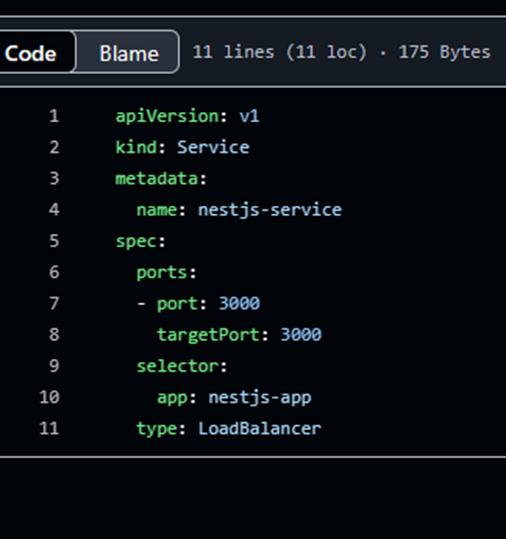 Code Blame 11 lines (11 loc) · 175 Bytes
1 apiVersion: v1
2 kind: Service
3 metadata:
4   name: nestjs-service
5 spec:
6   ports:
7   - port: 3000
8     targetPort: 3000
9   selector:
10     app: nestjs-app
11   type: LoadBalancer